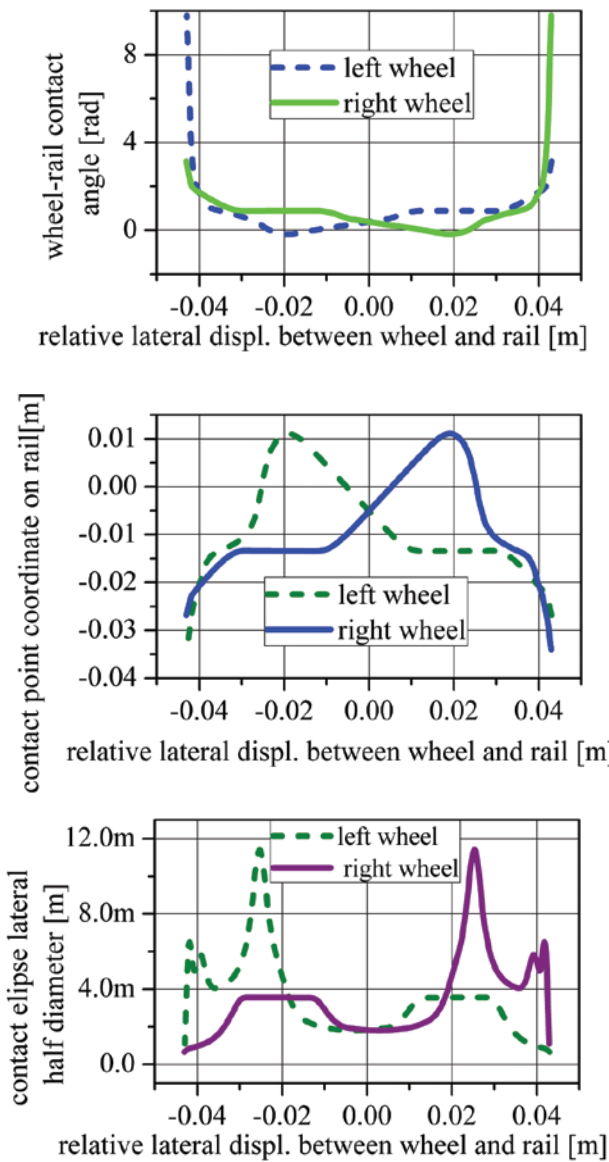 8
4
0
wheel-rail contact
angle [rad]
left wheel
right wheel
-0.04 -0.02 0.00 0.02 0.04
relative lateral displ. between wheel and rail [m]
0.01
0.00
-0.01
-0.02
-0.03
-0.04
contact point coordinate on rail[m]
left wheel
right wheel
-0.04 -0.02 0.00 0.02 0.04
relative lateral displ. between wheel and rail [m]
12.0m
8.0m
4.0m
0.0
contact elipse lateral
half diameter [m]
left wheel
right wheel
-0.04 -0.02 0.00 0.02 0.04
relative lateral displ. between wheel and rail [m]